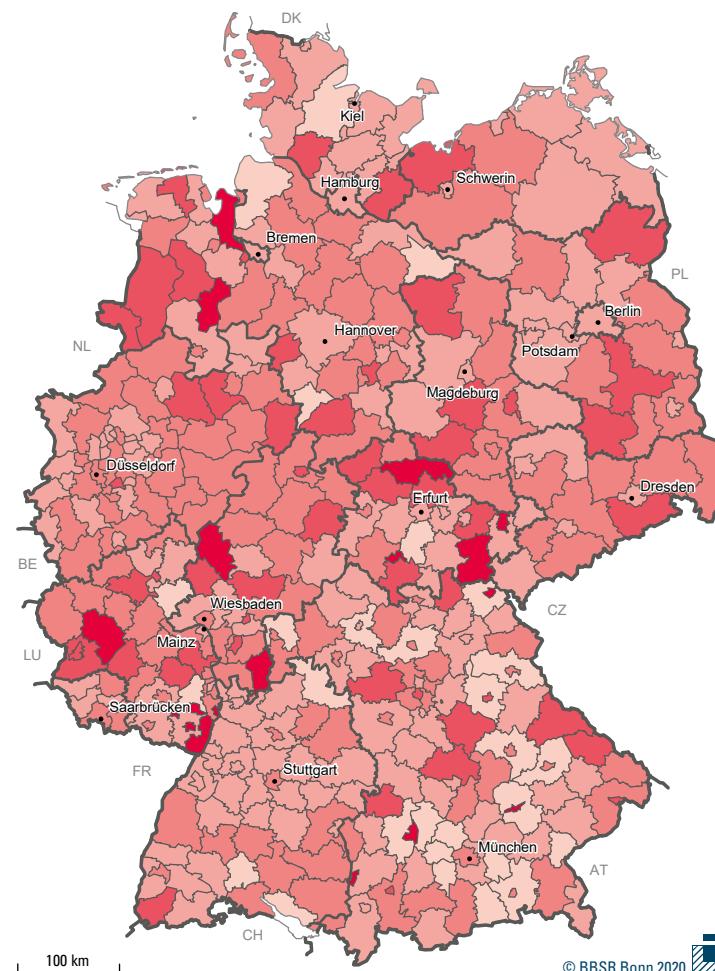 DK
Kiel
Hamburg
Schwerin
Bremen
PL
Berlin
Hannover
Potsdam
NL
Magdeburg
Düsseldorf
Dresden
Erfurt
BE
Wiesbaden
CZ
Mainz
LU
Saarbrücken
FR
Stuttgart
München
AT
CH
100 km
© BBSR Bonn 2020